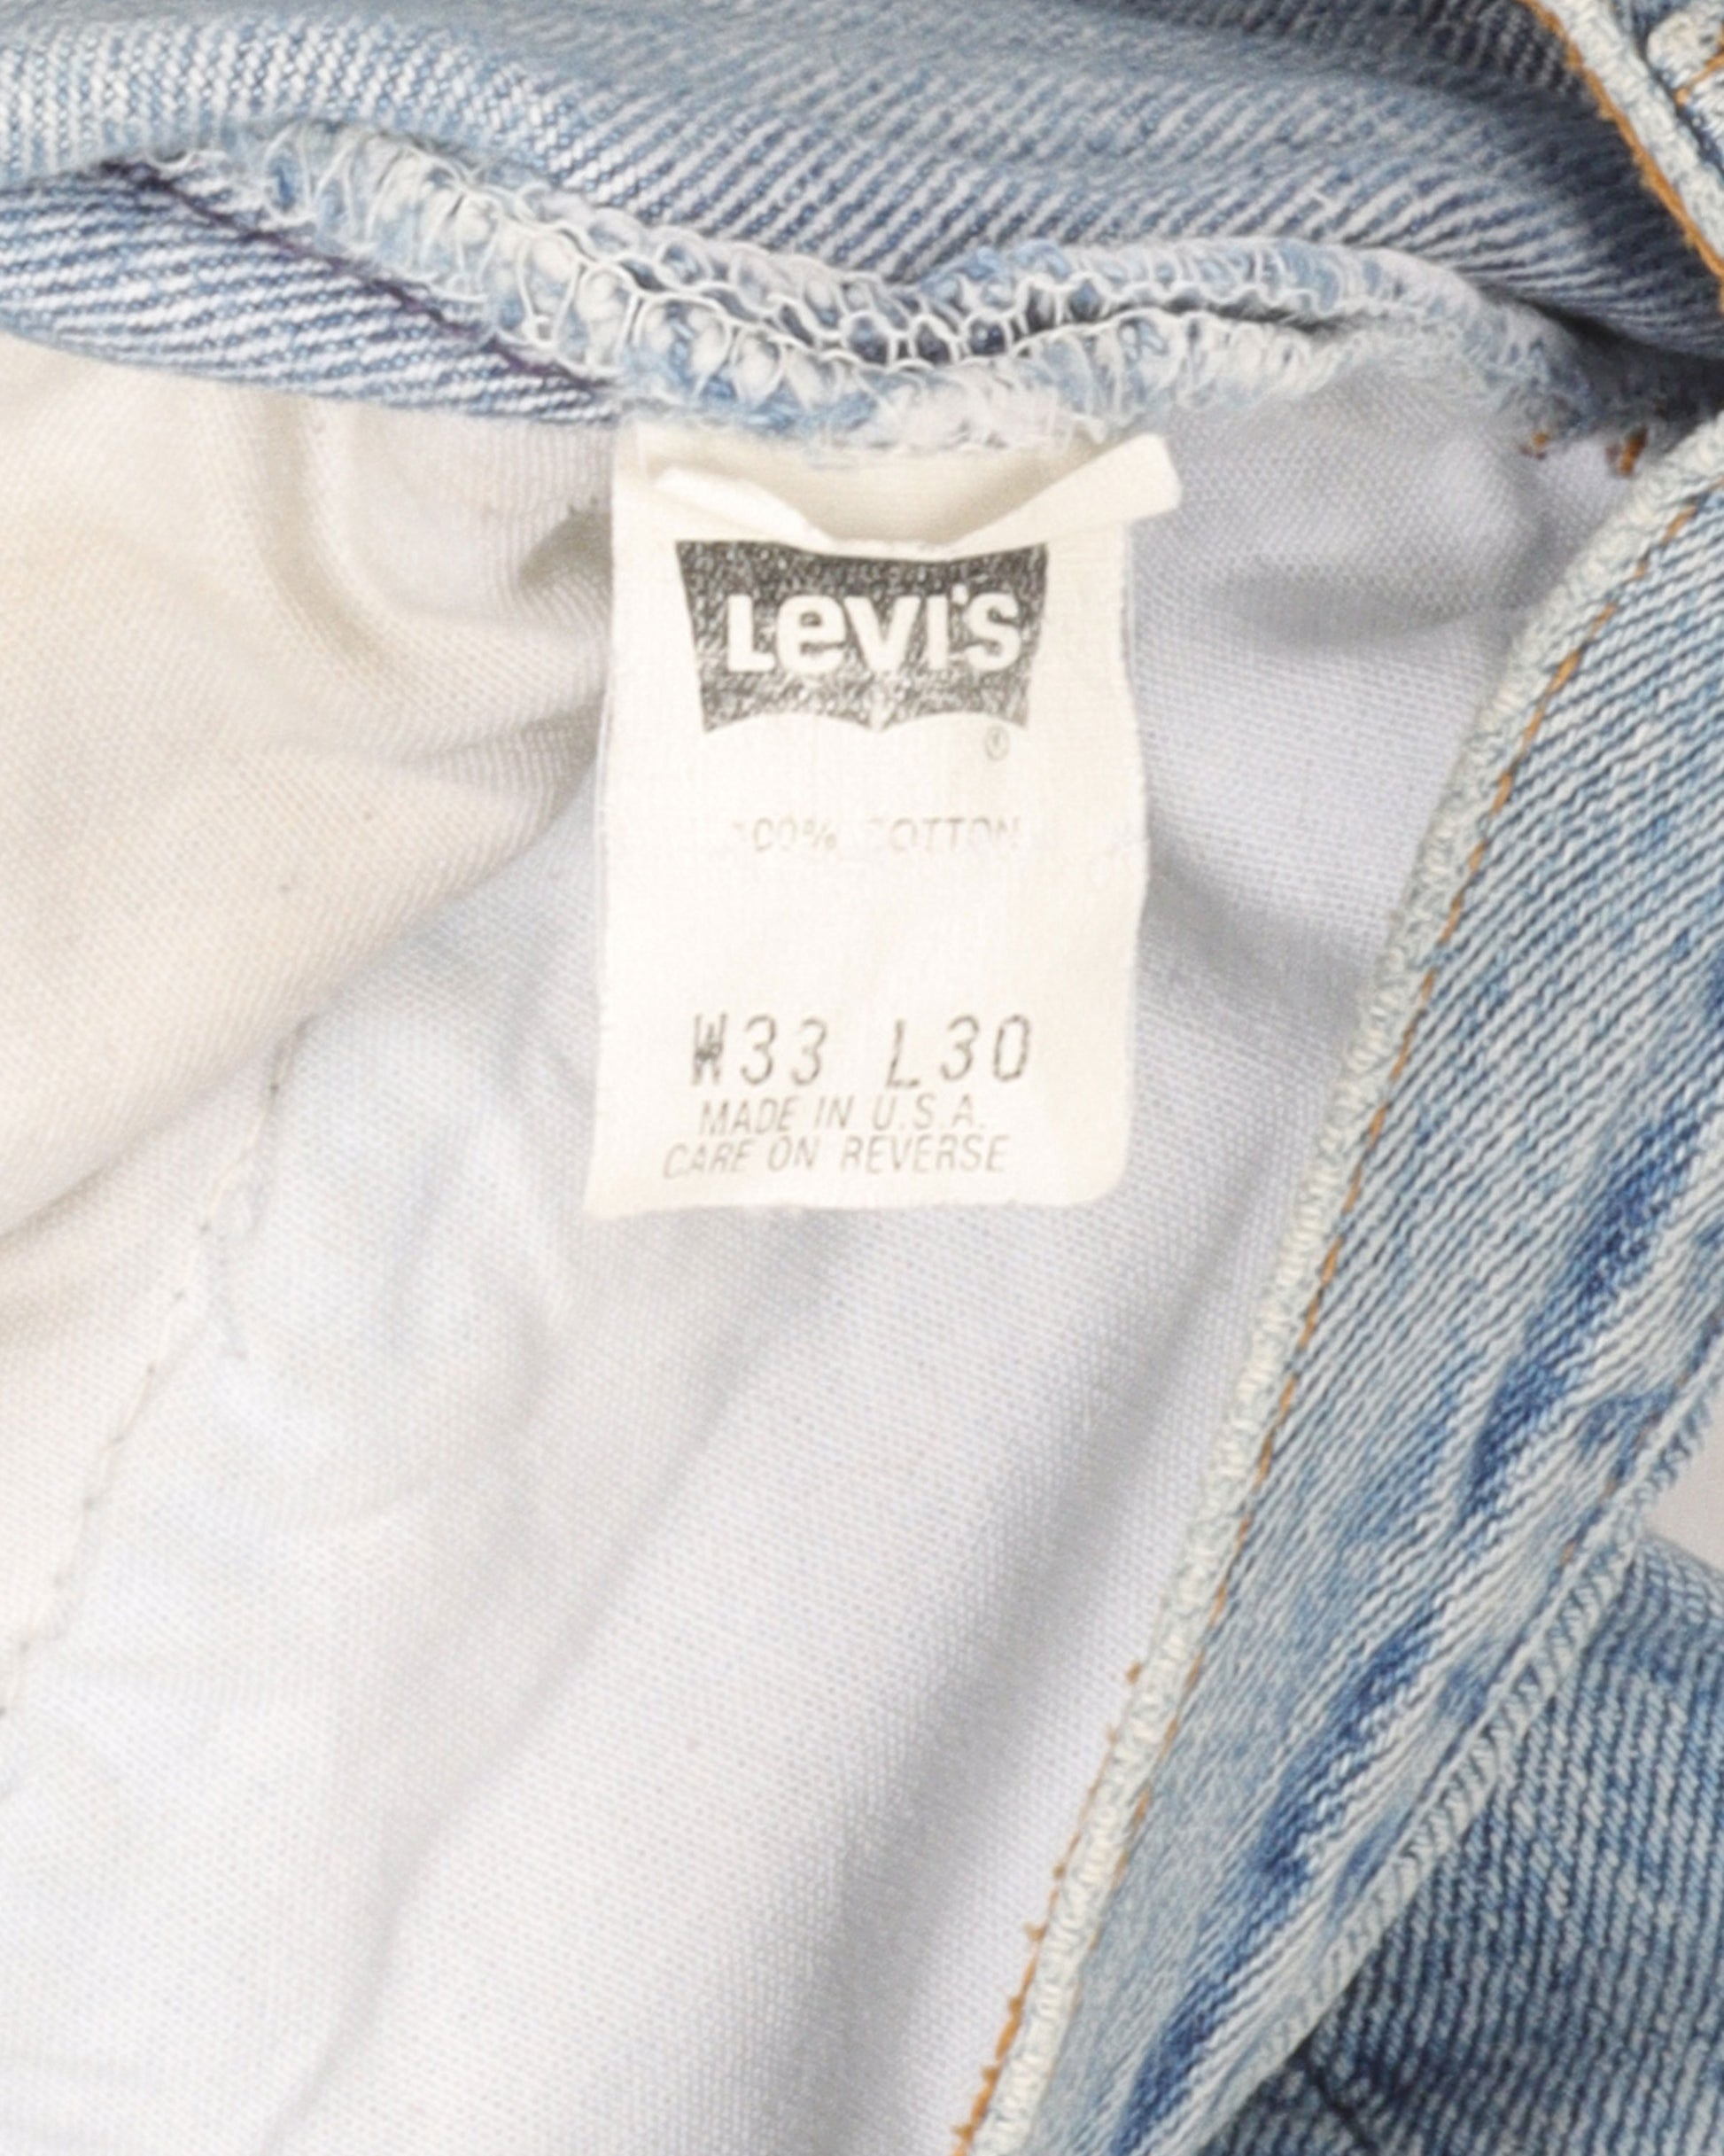 LEVI'S
®
100% COTTON
W33 L30
MADE IN U.S.A.
CARE ON REVERSE